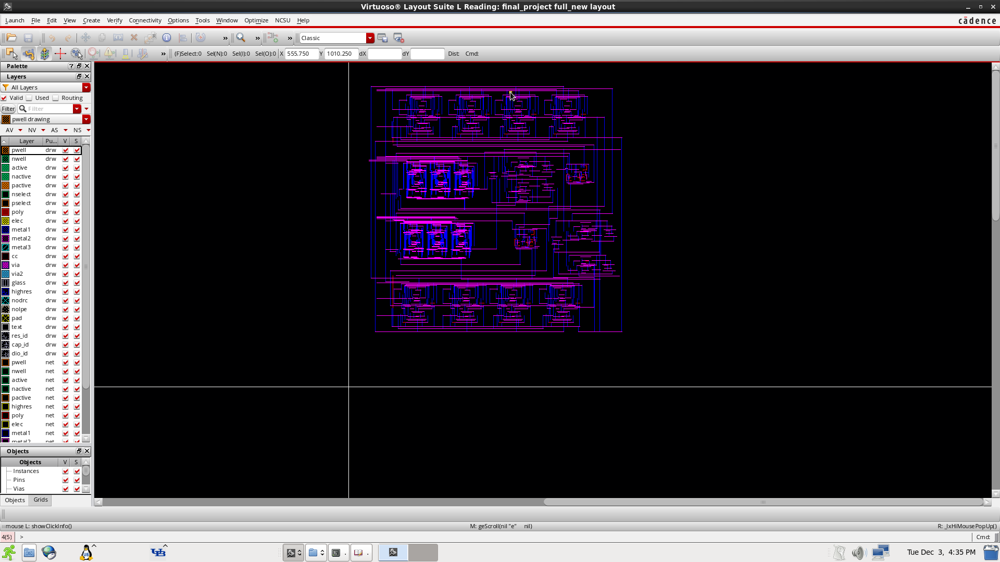 Virtuoso® Layout Suite L Reading: final_project full_new layout
Launch File Edit View Create Verify Connectivity Options Tools Window Optimize NCSU Help
cādence
» » » Classic
» (F)Select:0 Sel(N):0 Sel(I):0 Sel(O):0 X 555.750 Y 1010.250 dX dY Dist: Cmd:
Palette
Layers
All Layers
Valid Used Routing
Filter Filter
pwell drawing
AV NV AS NS
Layer Pu... V S
pwell drw
nwell drw
active drw
nactive drw
pactive drw
nselect drw
pselect drw
poly drw
elec drw
metal1 drw
metal2 drw
metal3 drw
cc drw
via drw
via2 drw
glass drw
highres drw
nodrc drw
nolpe drw
pad drw
text drw
res_id drw
cap_id drw
dio_id drw
pwell net
nwell net
active net
nactive net
pactive net
highres net
poly net
elec net
metal1 net
metal2 net
Objects
Objects V S
Instances
Pins
Vias
Objects Grids
mouse L: showClickInfo() M: geScroll(nil "e" nil) R: _lxHiMousePopUp()
4(5) > Cmd:
UB
Tue Dec 3, 4:35 PM